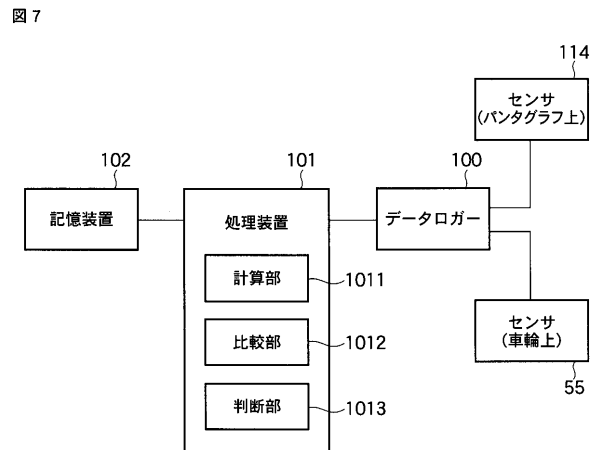 図7
114
センサ
(パンタグラフ上)
102
101
100
記憶装置
処理装置
データロガー
計算部
1011
比較部
1012
判断部
1013
センサ
(車輪上)
55